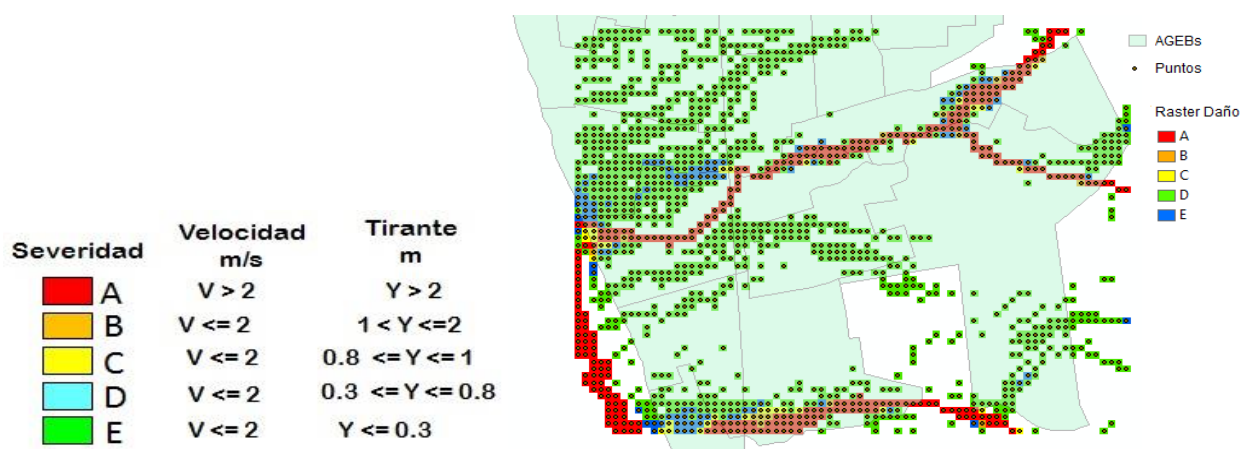 Severidad Velocidad m/s Tirante m
A V > 2 Y > 2
B V <= 2 1 < Y <=2
C V <= 2 0.8 <= Y <= 1
D V <= 2 0.3 <= Y <= 0.8
E V <= 2 Y <= 0.3
AGEBs
Puntos
Raster Daño
A
B
C
D
E